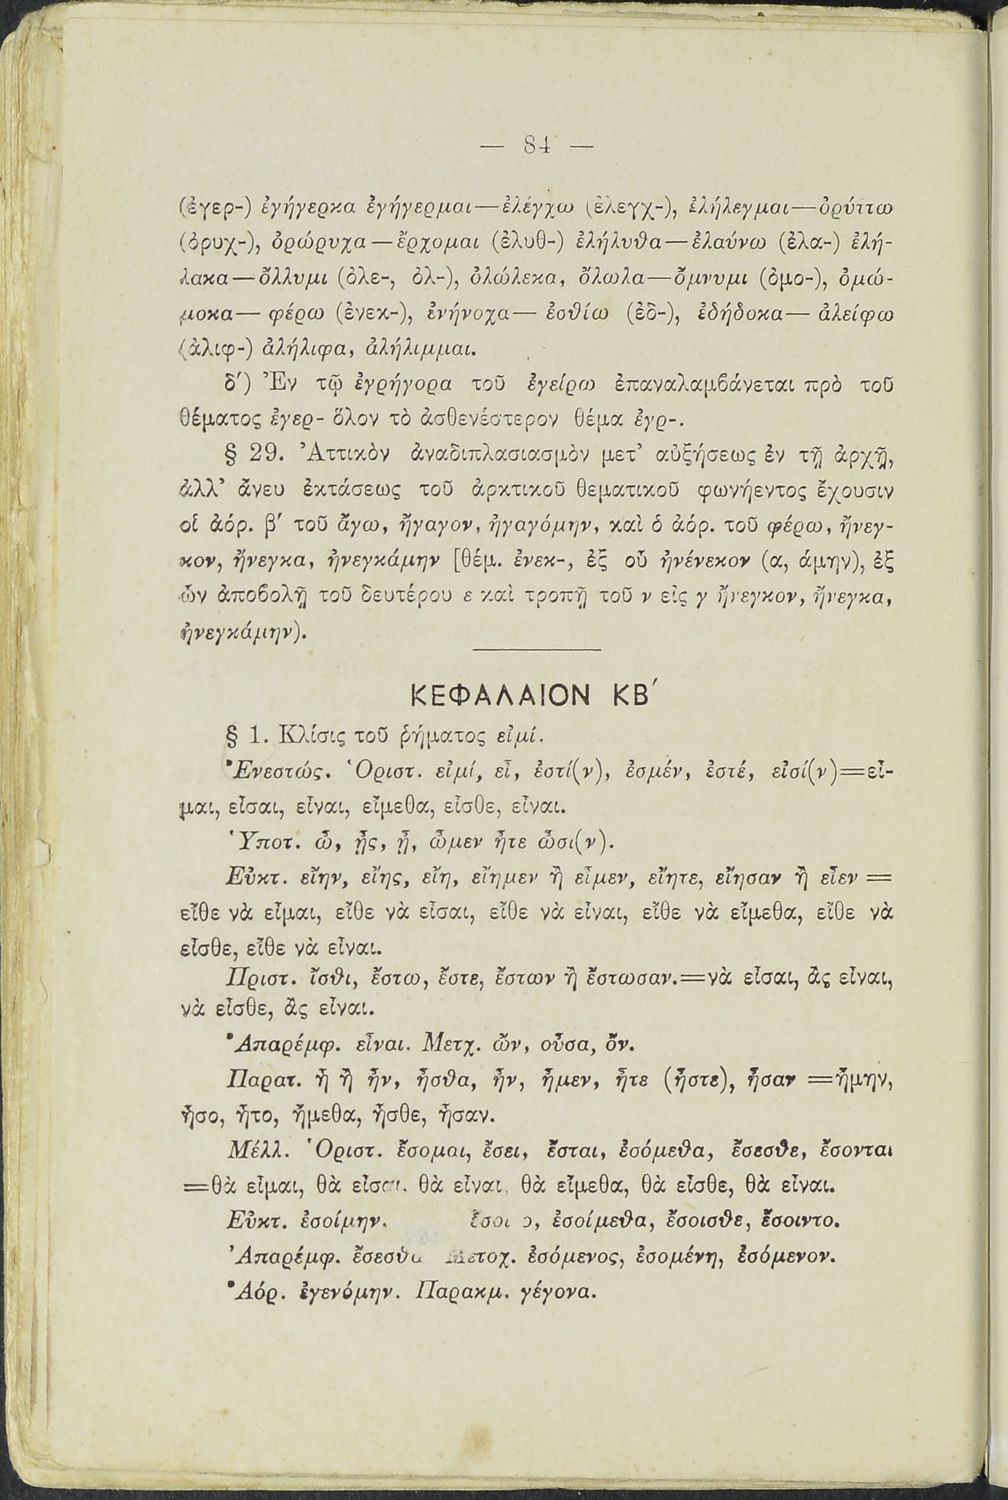 — 84 —
(ἐγερ-) ἐγήγερκα ἐγήγερμαι—ἐλέγχω (ἐλεγχ-), ἐλήλεγμαι—ὀρύττω
(ὀρυχ-), ὀρώρυχα—ἔρχομαι (ἐλυθ-) ἐλήλυθα—ἐλαύνω (ἐλα-) ἐλή-
λακα—ὄλλυμι (ὀλε-, ὀλ-), ὀλώλεκα, ὄλωλα—ὄμνυμι (ὀμο-), ὀμώ-
μοκα— φέρω (ἐνεκ-), ἐνήνοχα— ἐσθίω (ἐδ-), ἐδήδοκα— ἀλείφω
(ἀλιφ-) ἀλήλιφα, ἀλήλιμμαι.
δ') Ἐν τῷ ἐγρήγορα τοῦ ἐγείρω ἐπαναλαμβάνεται πρὸ τοῦ
θέματος ἐγερ- ὅλον τὸ ἀσθενέστερον θέμα ἐγρ-.
§ 29. Ἀττικὸν ἀναδιπλασιασμὸν μετ' αὐξήσεως ἐν τῇ ἀρχῇ,
ἀλλ' ἄνευ ἐκτάσεως τοῦ ἀρκτικοῦ θεματικοῦ φωνήεντος ἔχουσιν
οἱ ἀόρ. β' τοῦ ἄγω, ἤγαγον, ἠγαγόμην, καὶ ὁ ἀόρ. τοῦ φέρω, ἤνεγ-
κον, ἤνεγκα, ἠνεγκάμην [θέμ. ἐνεκ-, ἐξ οὗ ἠνένεκον (α, άμην), ἐξ
ὧν ἀποβολῇ τοῦ δευτέρου ε καὶ τροπῇ τοῦ ν εἰς γ ἤνεγκον, ἤνεγκα,
ἠνεγκάμην).
ΚΕΦΑΛΑΙΟΝ ΚΒ'
§ 1. Κλίσις τοῦ ῥήματος εἰμί.
Ἐνεστώς. Ὁριστ. εἰμί, εἶ, ἐστί(ν), ἐσμέν, ἐστέ, εἰσί(ν)=εἶ-
μαι, εἶσαι, εἶναι, εἴμεθα, εἶσθε, εἶναι.
Ὑποτ. ὦ, ᾖς, ᾖ, ὦμεν ἦτε ὦσι(ν).
Εὐκτ. εἴην, εἴης, εἴη, εἴημεν ἢ εἶμεν, εἴητε, εἴησαν ἢ εἶεν =
εἴθε νὰ εἶμαι, εἴθε νὰ εἶσαι, εἴθε νὰ εἶναι, εἴθε νὰ εἴμεθα, εἴθε νὰ
εἶσθε, εἴθε νὰ εἶναι.
Πριστ. ἴσθι, ἔστω, ἔστε, ἔστων ἢ ἔστωσαν.=νὰ εἶσαι, ἂς εἶναι,
νὰ εἶσθε, ἂς εἶναι.
Ἀπαρέμφ. εἶναι. Μετχ. ὤν, οὖσα, ὄν.
Παρατ. ἦ ἢ ἦν, ἦσθα, ἦν, ἦμεν, ἦτε (ἦστε), ἦσαν =ἤμην,
ἦσο, ἦτο, ἤμεθα, ἦσθε, ἦσαν.
Μέλλ. Ὁριστ. ἔσομαι, ἔσει, ἔσται, ἐσόμεθα, ἔσεσθε, ἔσονται
=θὰ εἶμαι, θὰ εἶσαι. θὰ εἶναι, θὰ εἴμεθα, θὰ εἶσθε, θὰ εἶναι.
Εὐκτ. ἐσοίμην, ἐσοίμεθα, ἔσοισθε, ἔσοιντο.
Ἀπαρέμφ. ἔσεσθα Μετοχ. ἐσόμενος, ἐσομένη, ἐσόμενον.
Ἀόρ. ἐγενόμην. Παρακμ. γέγονα.